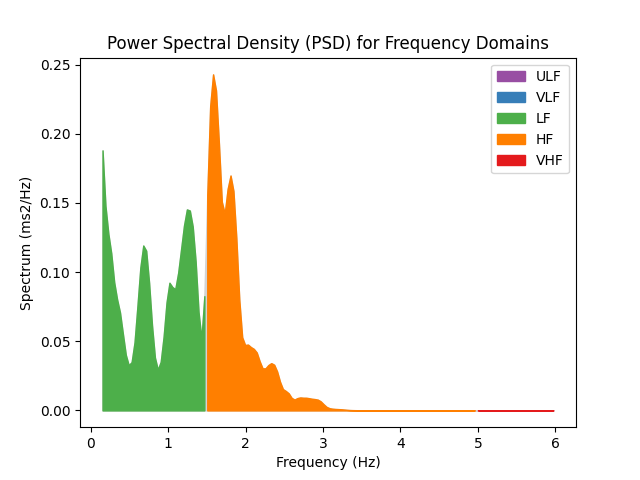 Power Spectral Density (PSD) for Frequency Domains
0.25
0.20
0.15
0.10
0.05
0.00
Spectrum (ms2/Hz)
ULF
VLF
LF
HF
VHF
0 1 2 3 4 5 6
Frequency (Hz)